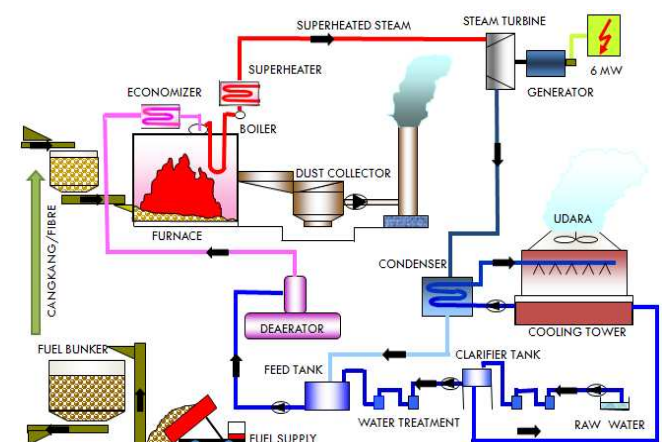 SUPERHEATED STEAM
STEAM TURBINE
SUPERHEATER
6 MW
ECONOMIZER
GENERATOR
BOILER
DUST COLLECTOR
CANGKANG/FIBRE
UDARA
FURNACE
CONDENSER
DEAERATOR
COOLING TOWER
FUEL BUNKER
FEED TANK
CLARIFIER TANK
WATER TREATMENT
RAW WATER
FUEL SUPPLY